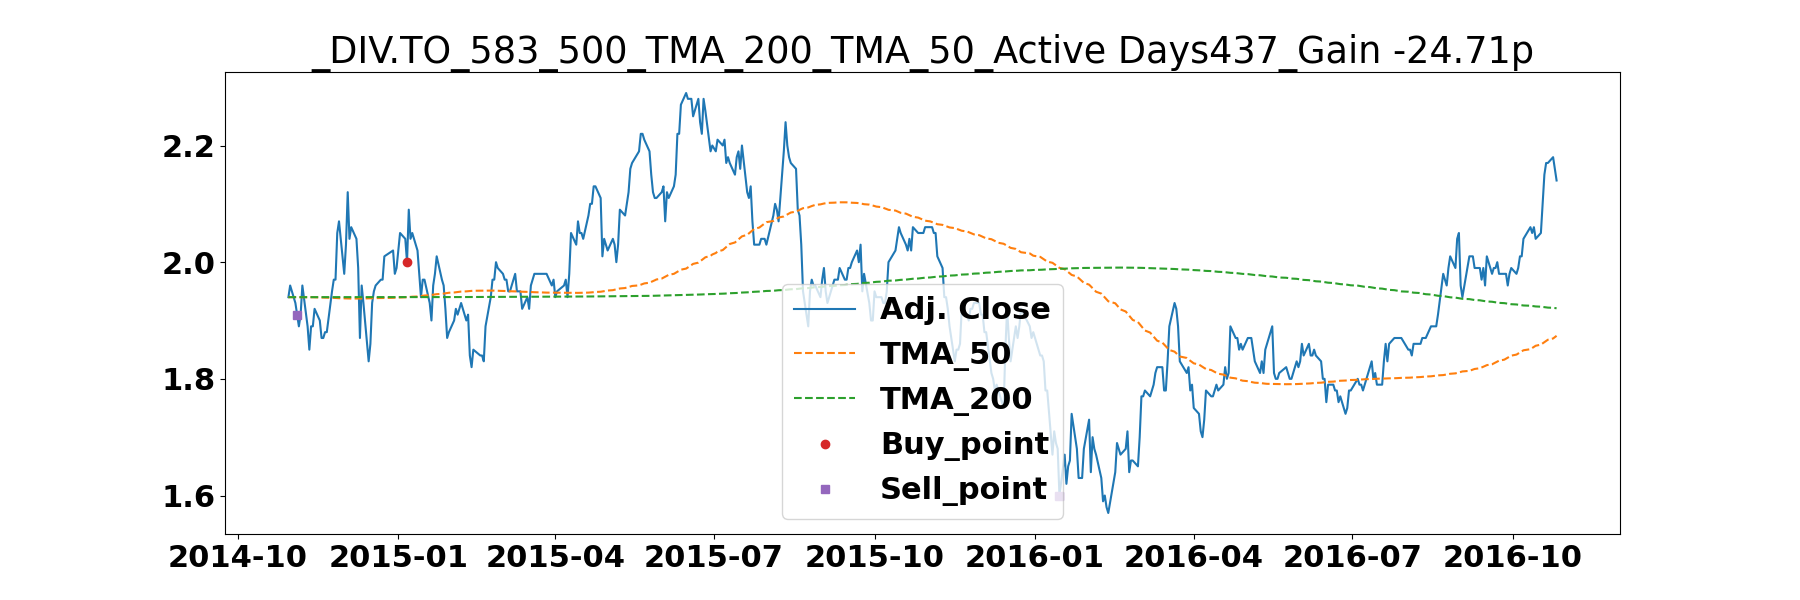 _DIV.TO_583_500_TMA_200_TMA_50_Active Days437_Gain -24.71p
2.2
2.0
1.8
1.6
Adj. Close
TMA_50
TMA_200
Buy_point
Sell_point
2014-10 2015-01 2015-04 2015-07 2015-10 2016-01 2016-04 2016-07 2016-10